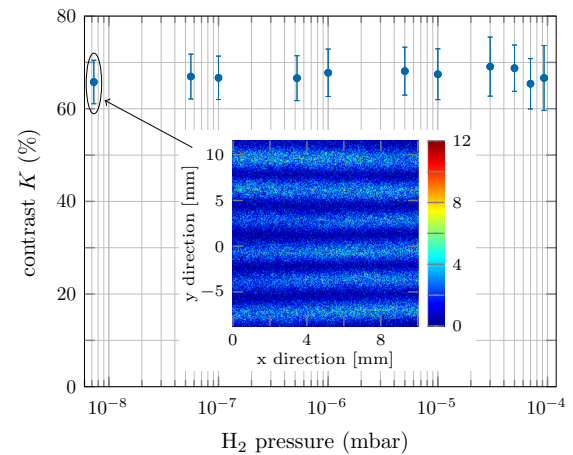 80
60
40
20
0
contrast K (%)
10
5
0
−5
y direction [mm]
0 4 8
x direction [mm]
12
8
4
0
10⁻⁸ 10⁻⁷ 10⁻⁶ 10⁻⁵ 10⁻⁴
H₂ pressure (mbar)